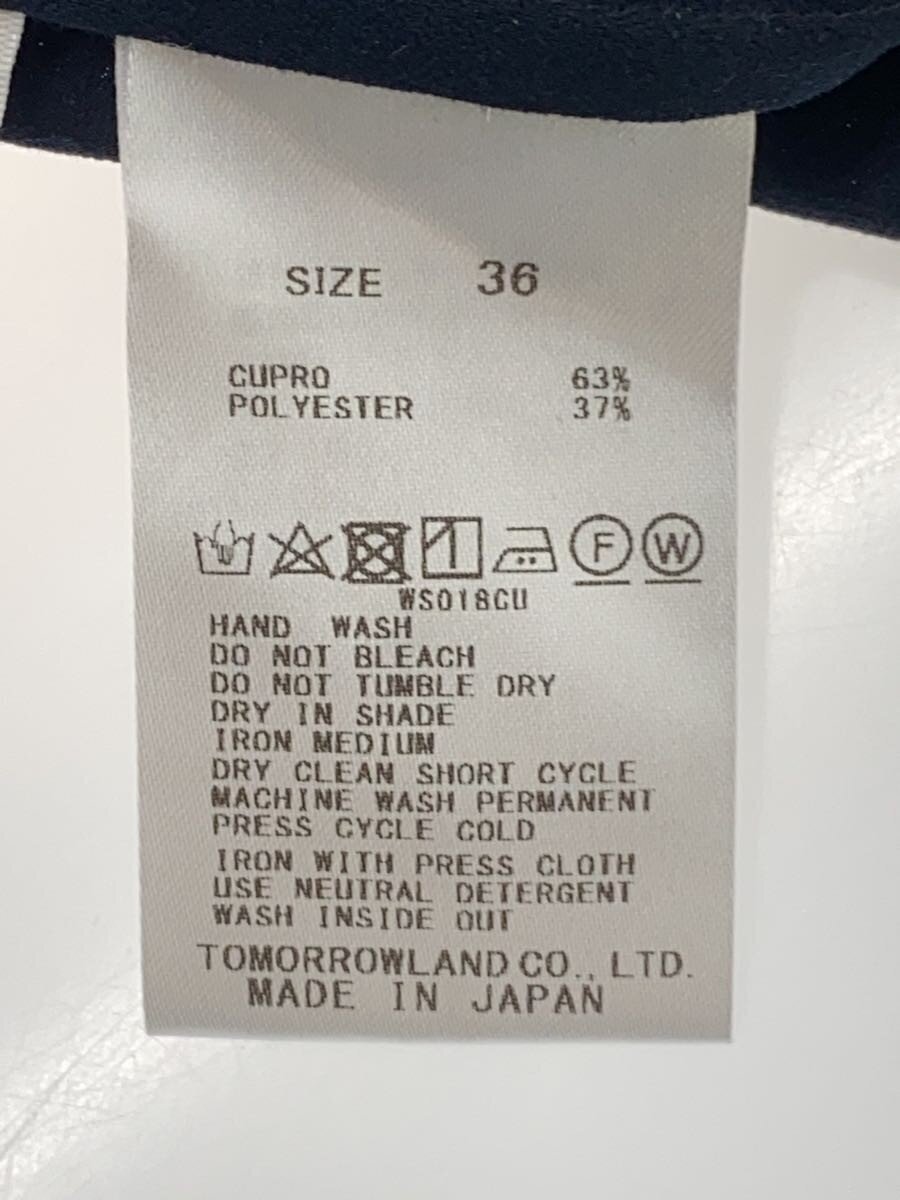 SIZE 36
CUPRO 63%
POLYESTER 37%
F W
WS018CU
HAND WASH
DO NOT BLEACH
DO NOT TUMBLE DRY
DRY IN SHADE
IRON MEDIUM
DRY CLEAN SHORT CYCLE
MACHINE WASH PERMANENT
PRESS CYCLE COLD
IRON WITH PRESS CLOTH
USE NEUTRAL DETERGENT
WASH INSIDE OUT
TOMORROWLAND CO., LTD.
MADE IN JAPAN